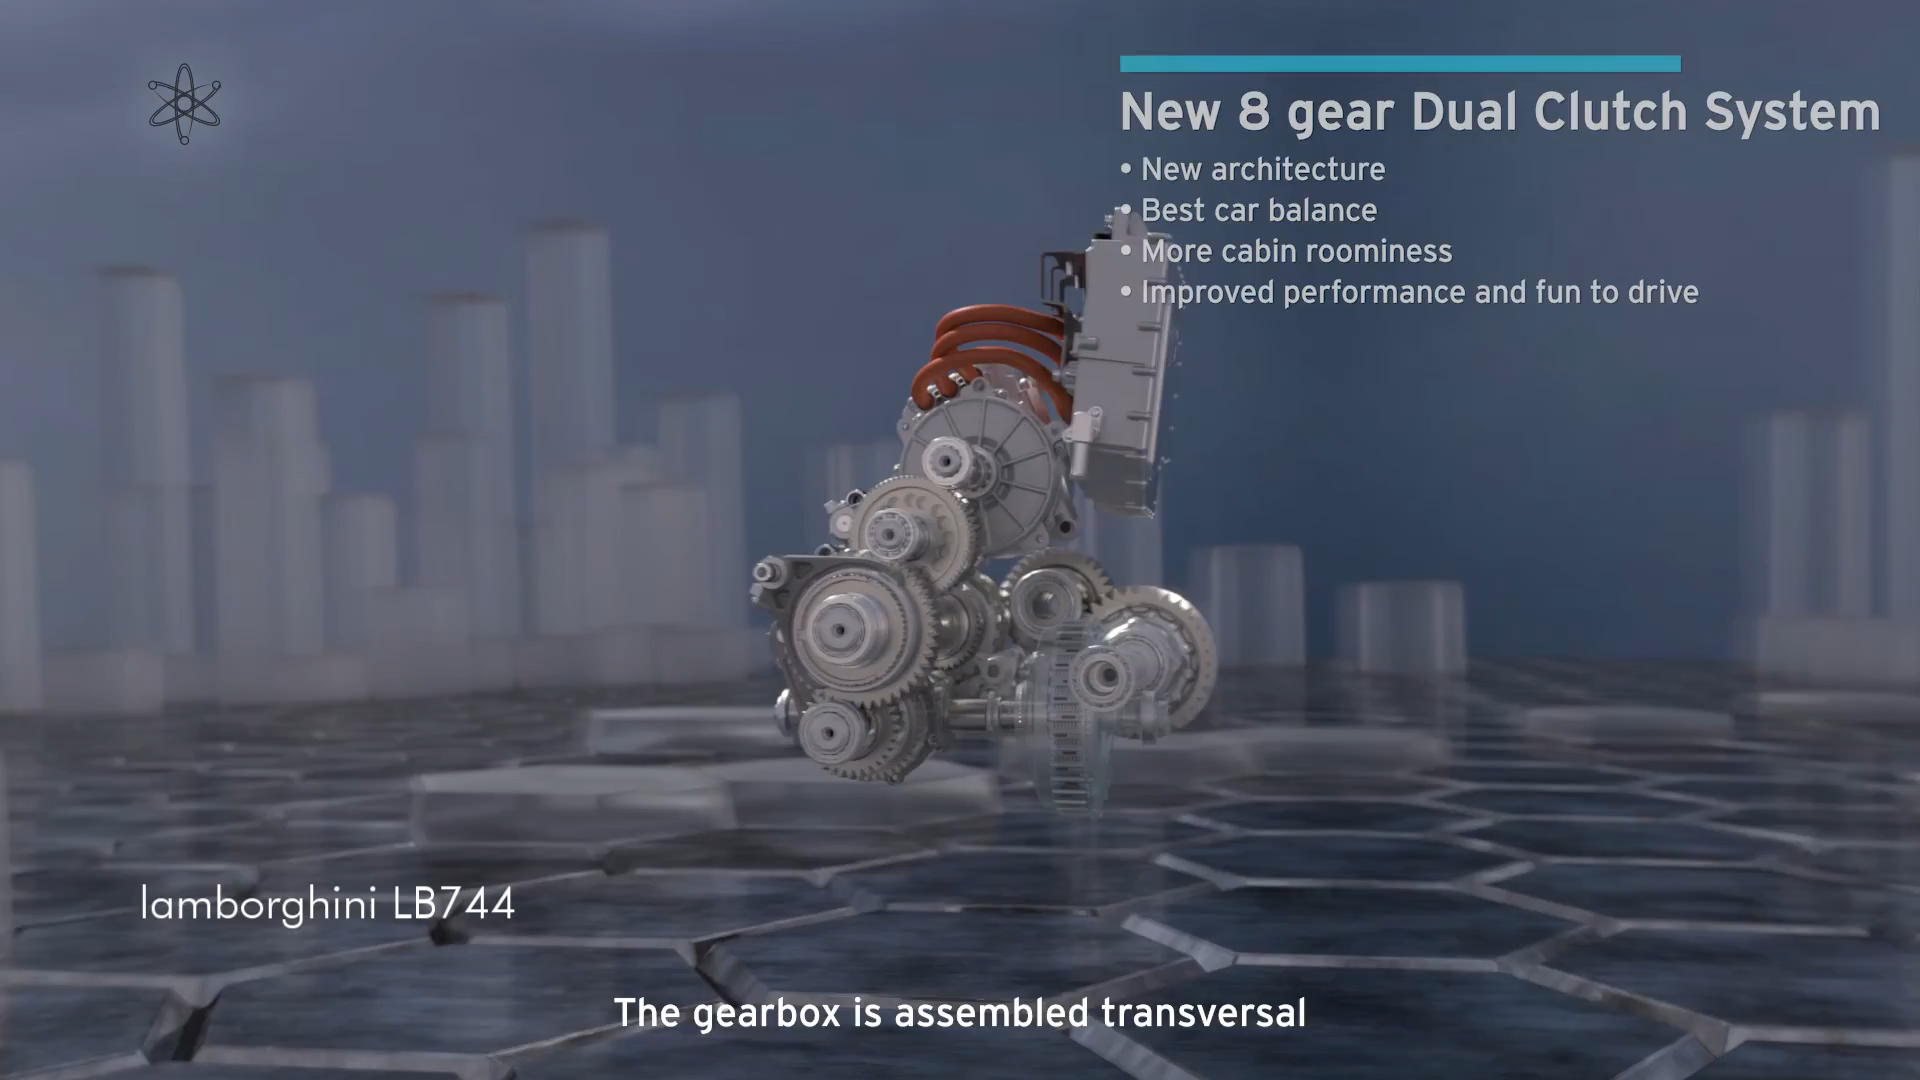 New 8 gear Dual Clutch System
• New architecture
• Best car balance
• More cabin roominess
• Improved performance and fun to drive
lamborghini LB744
The gearbox is assembled transversal